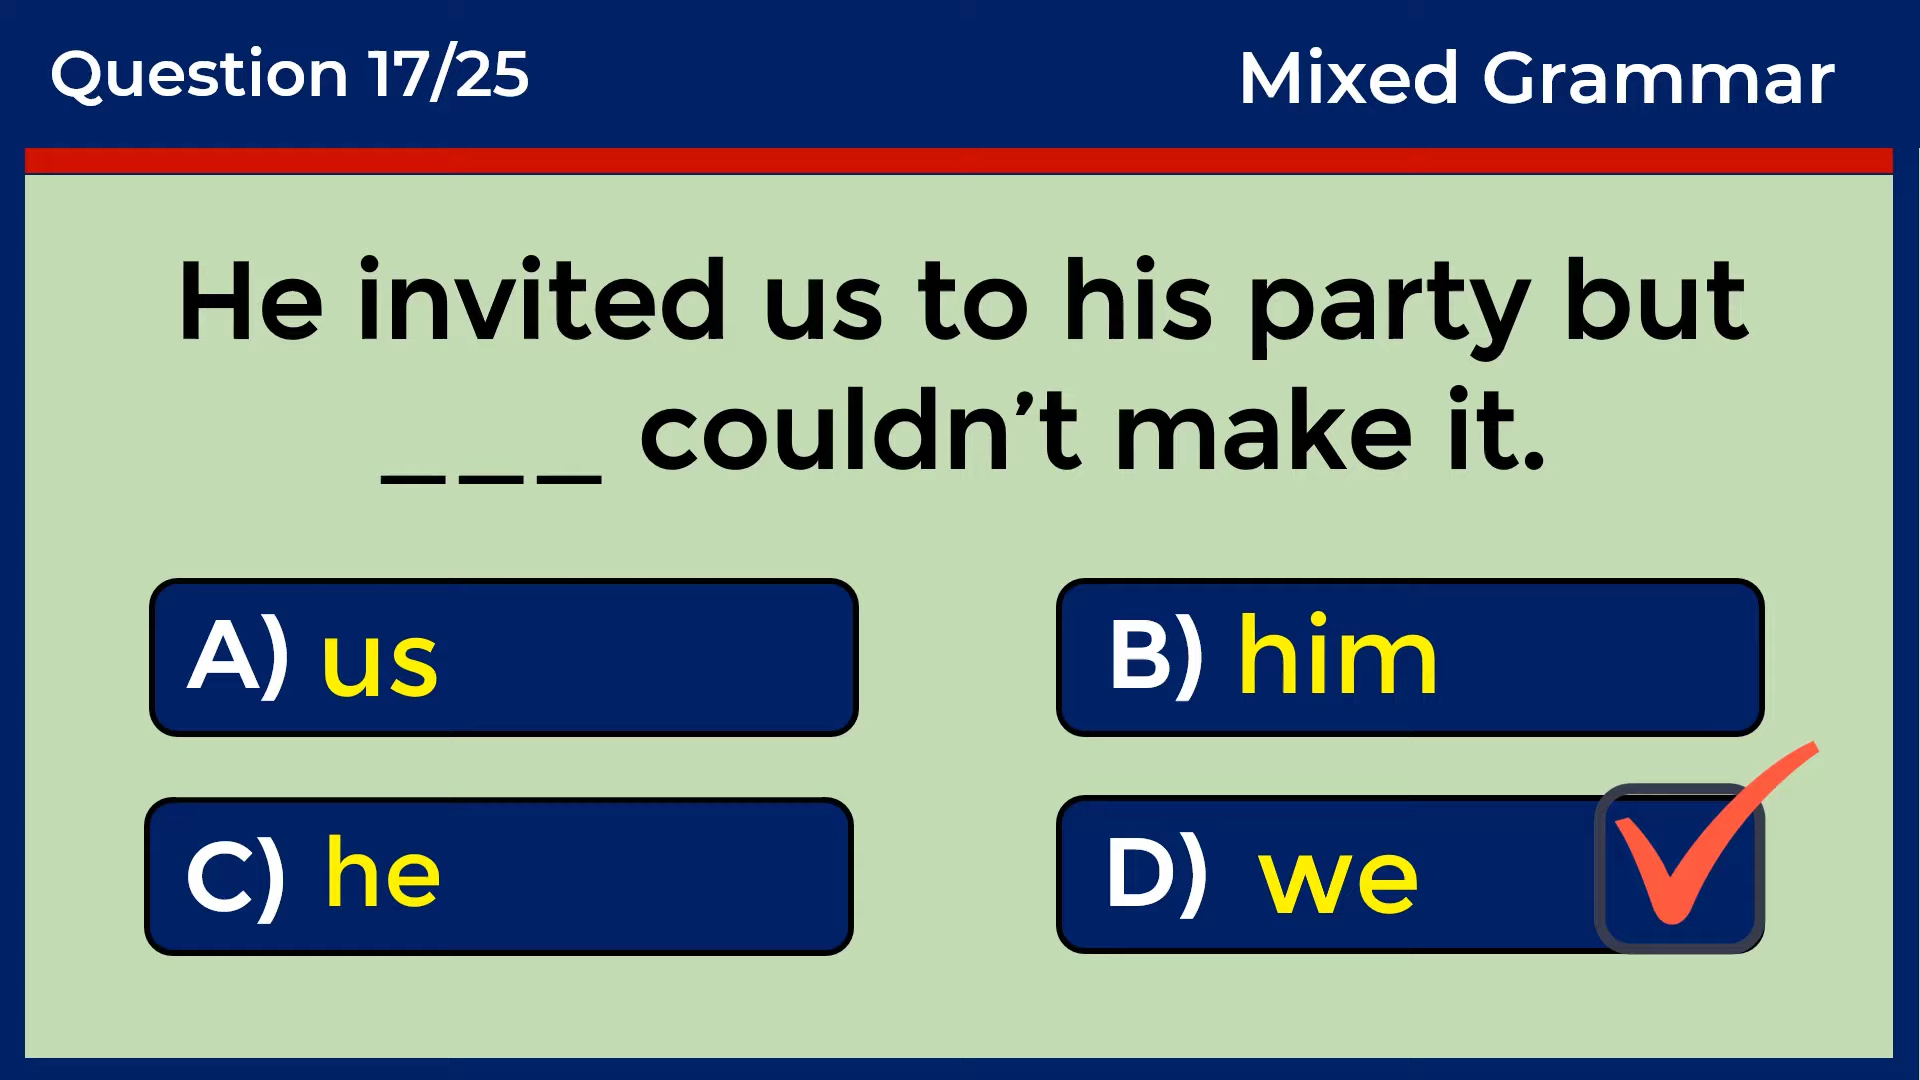 Question 17/25
Mixed Grammar
He invited us to his party but
___ couldn’t make it.
A) us
B) him
C) he
D) we